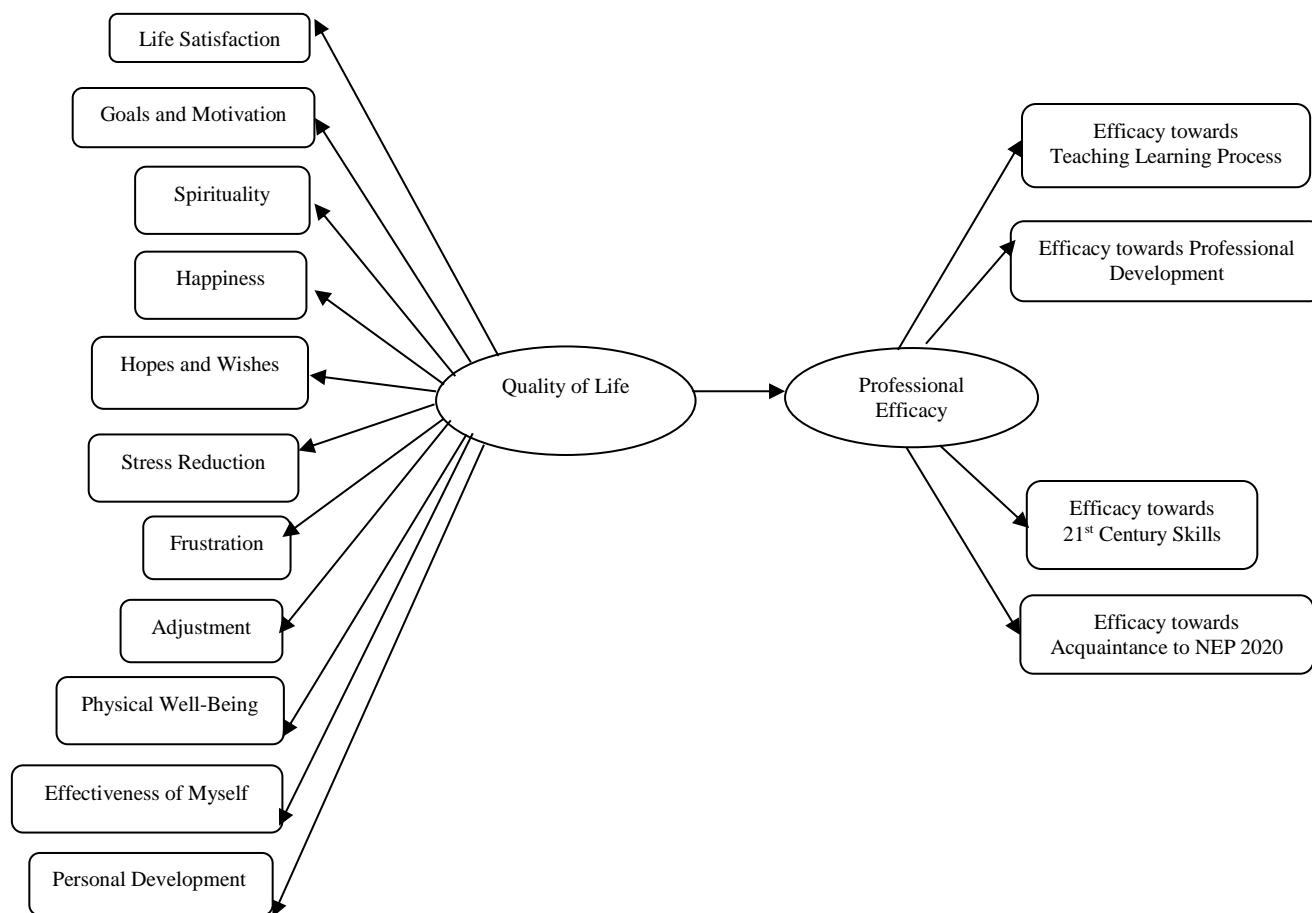 Life Satisfaction
Goals and Motivation
Spirituality
Happiness
Hopes and Wishes
Stress Reduction
Frustration
Adjustment
Physical Well-Being
Effectiveness of Myself
Personal Development
Quality of Life
Professional
Efficacy
Efficacy towards
Teaching Learning Process
Efficacy towards Professional
Development
Efficacy towards
21st Century Skills
Efficacy towards
Acquaintance to NEP 2020